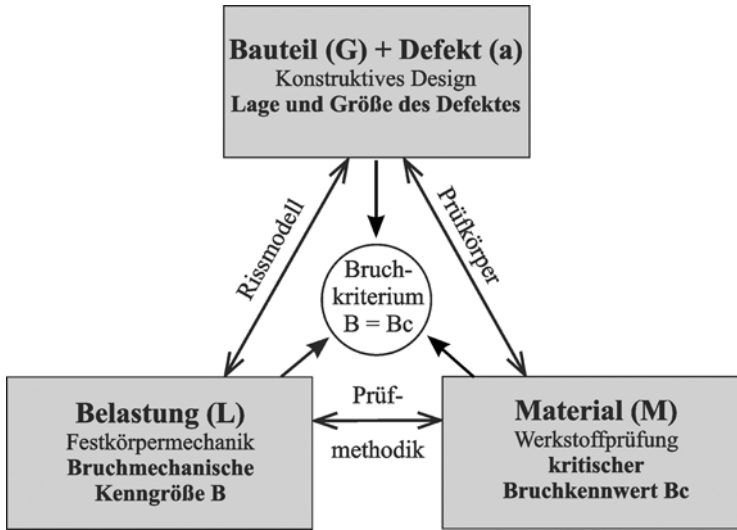 Bauteil (G) + Defekt (a)
Konstruktives Design
Lage und Größe des Defektes
Rissmodell
Prüfkörper
Bruch-
kriterium
B = Bc
Belastung (L)
Festkörpermechanik
Bruchmechanische
Kenngröße B
Prüf-
methodik
Material (M)
Werkstoffprüfung
kritischer
Bruchkennwert Bc